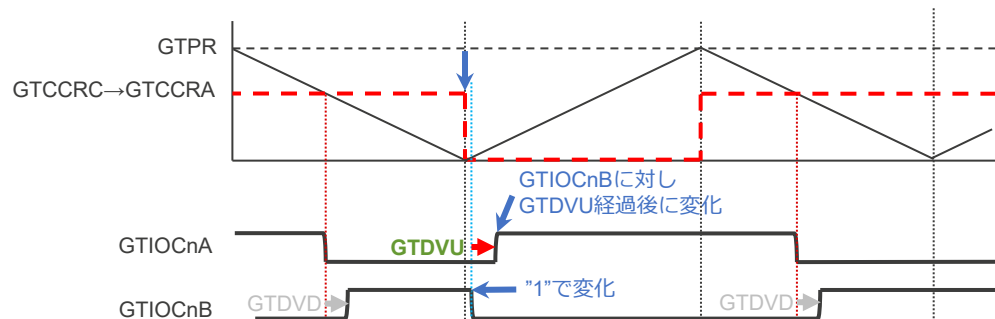 GTPR
GTCCRC→GTCCRA
GTIOCnBに対し
GTDVU経過後に変化
GTIOCnA
GTDVU
GTIOCnB
GTDVD
”1”で変化
GTDVD